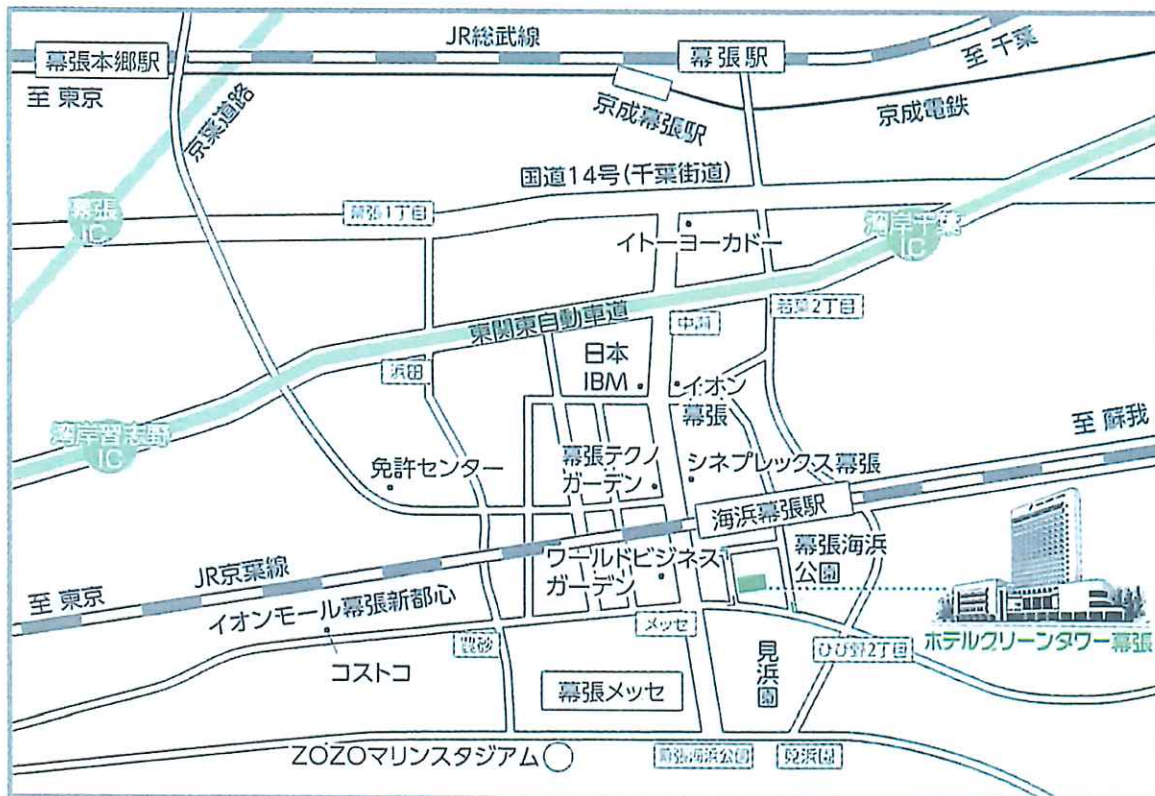 JR総武線
幕張本郷駅
幕張駅
至 千葉
至 東京
京葉道路
京成幕張駅
京成電鉄
国道14号(千葉街道)
幕張
IC
幕張1丁目
イトーヨーカドー
湾岸千葉
IC
東関東自動車道
若葉2丁目
中瀬
浜田
日本
IBM
イオン
幕張
湾岸習志野
IC
至 蘇我
免許センター
幕張テクノ
ガーデン
シネプレックス幕張
海浜幕張駅
JR京葉線
ワールドビジネス
ガーデン
幕張海浜
公園
至 東京
イオンモール幕張新都心
コストコ
豊砂
メッセ
見浜園
ひび野2丁目
ホテルグリーンタワー幕張
幕張メッセ
ZOZOマリンスタジアム
幕張海浜公園
見浜園